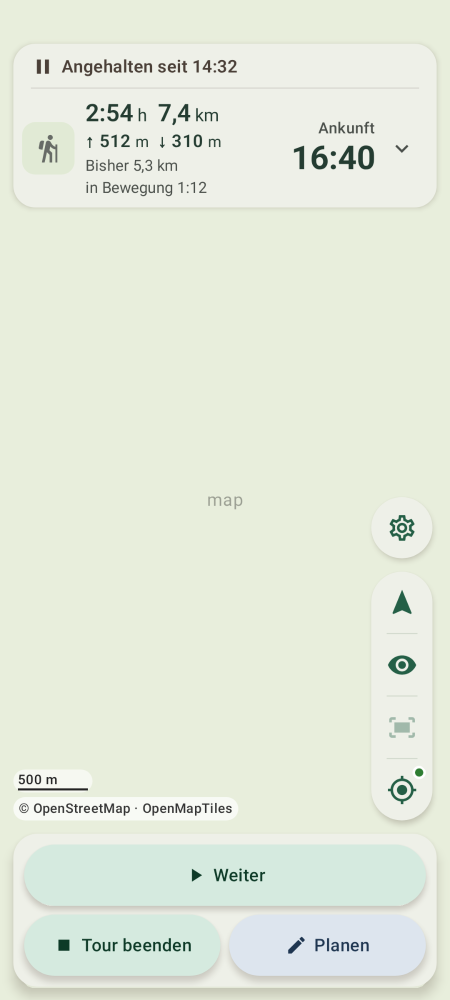 Angehalten seit 14:32
2:54 h 7,4 km
↑ 512 m ↓ 310 m
Bisher 5,3 km
in Bewegung 1:12
Ankunft
16:40
map
500 m
© OpenStreetMap · OpenMapTiles
Weiter
Tour beenden
Planen